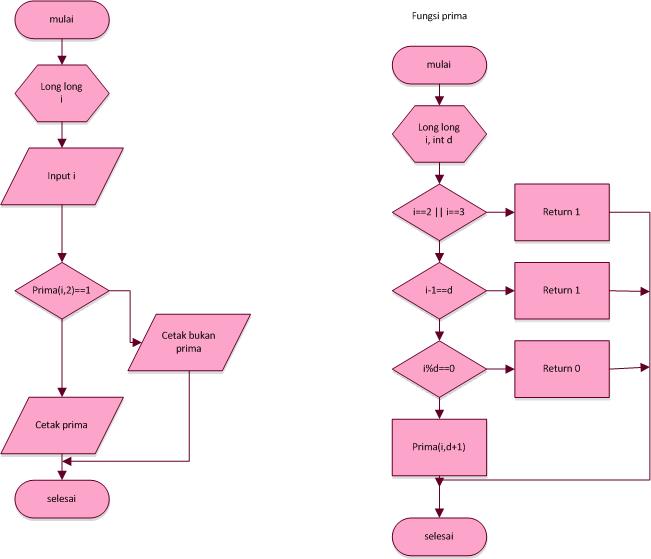 mulai
Long long
i
Input i
Prima(i,2)==1
Cetak bukan
prima
Cetak prima
selesai
Fungsi prima
mulai
Long long
i, int d
i==2 || i==3
Return 1
i-1==d
Return 1
i%d==0
Return 0
Prima(i,d+1)
selesai